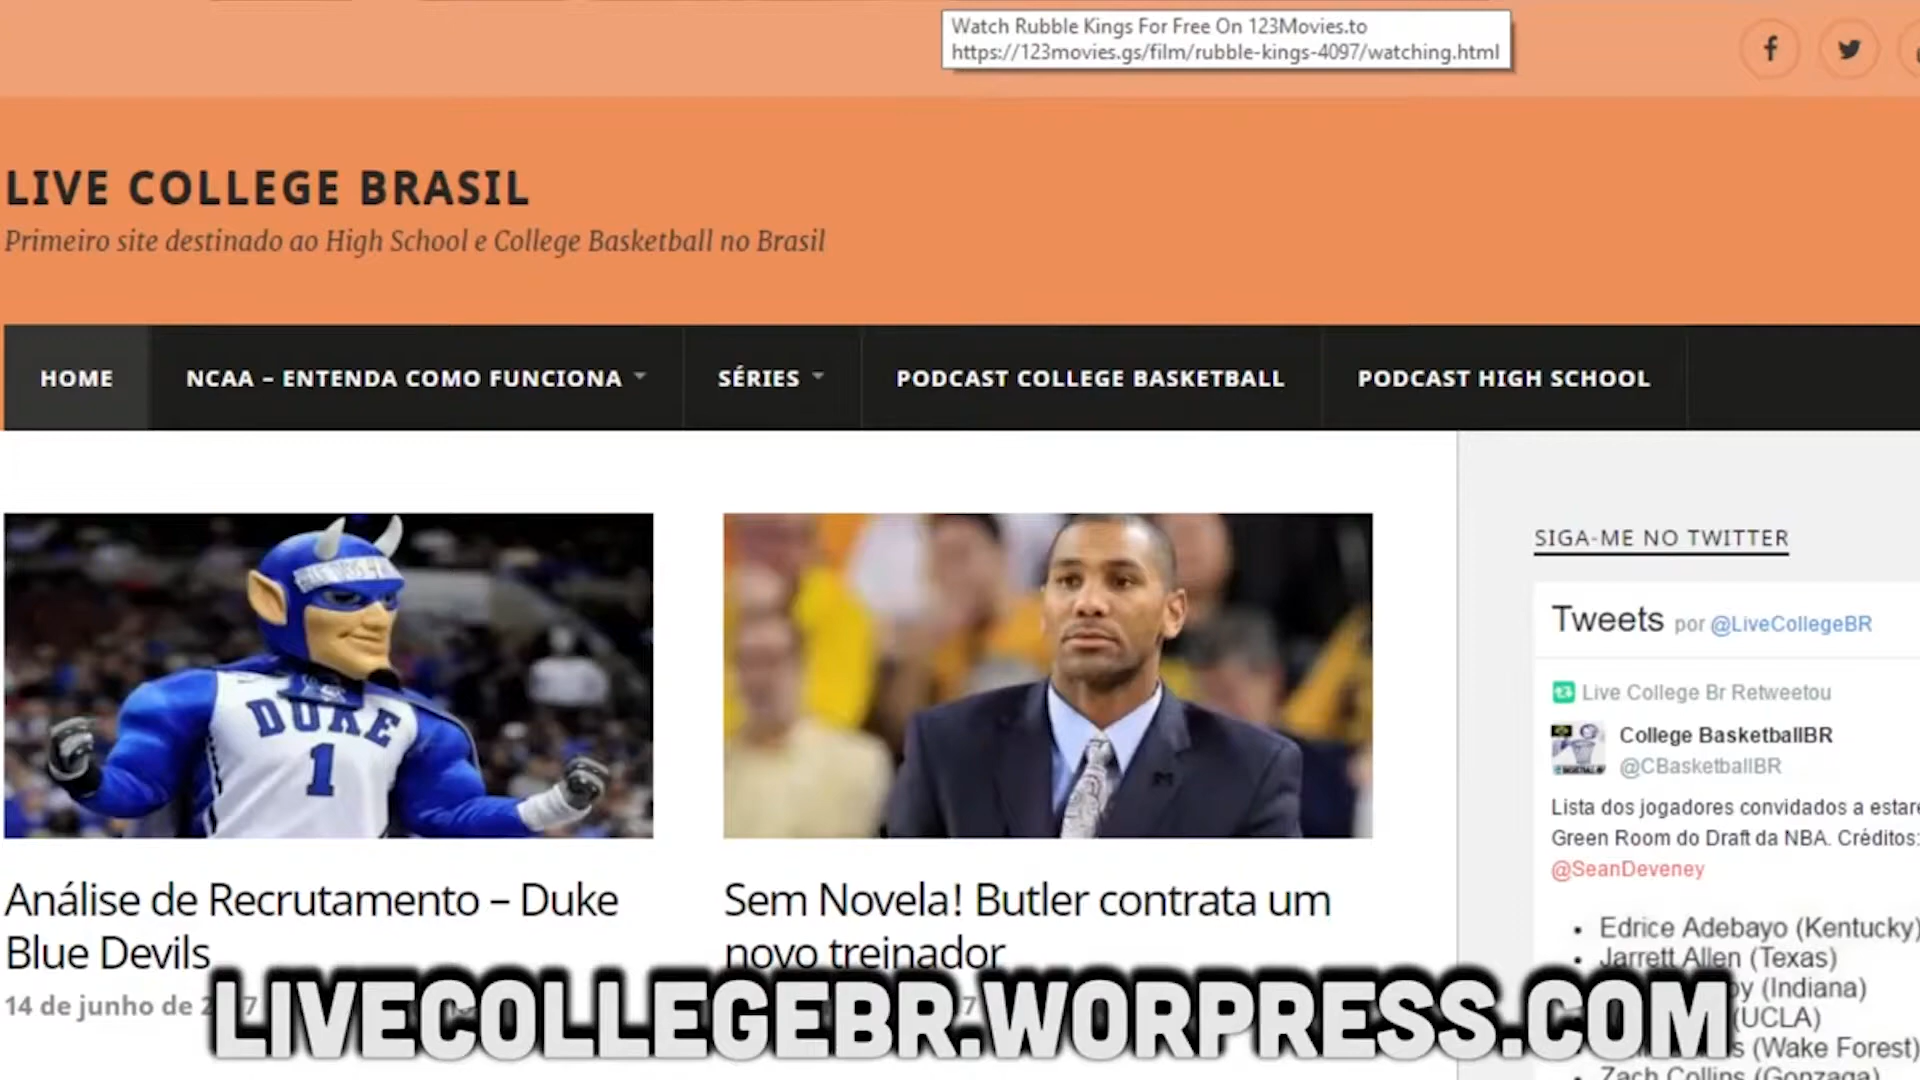 Watch Rubble Kings For Free On 123Movies.to
https://123movies.gs/film/rubble-kings-4097/watching.html
LIVE COLLEGE BRASIL
Primeiro site destinado ao High School e College Basketball no Brasil
HOME
NCAA – ENTENDA COMO FUNCIONA
SÉRIES
PODCAST COLLEGE BASKETBALL
PODCAST HIGH SCHOOL
DUKE
1
Análise de Recrutamento – Duke
Blue Devils
14 de junho de
Sem Novela! Butler contrata um
novo treinador
SIGA-ME NO TWITTER
Tweets por @LiveCollegeBR
Live College Br Retweetou
College BasketballBR
@CBasketballBR
Lista dos jogadores convidados a estare
Green Room do Draft da NBA. Créditos:
@SeanDeveney
• Edrice Adebayo (Kentucky)
• Jarrett Allen (Texas)
(Indiana)
(UCLA)
(Wake Forest)
Zach Collins (Gonzaga)
LIVECOLLEGEBR.WORPRESS.COM